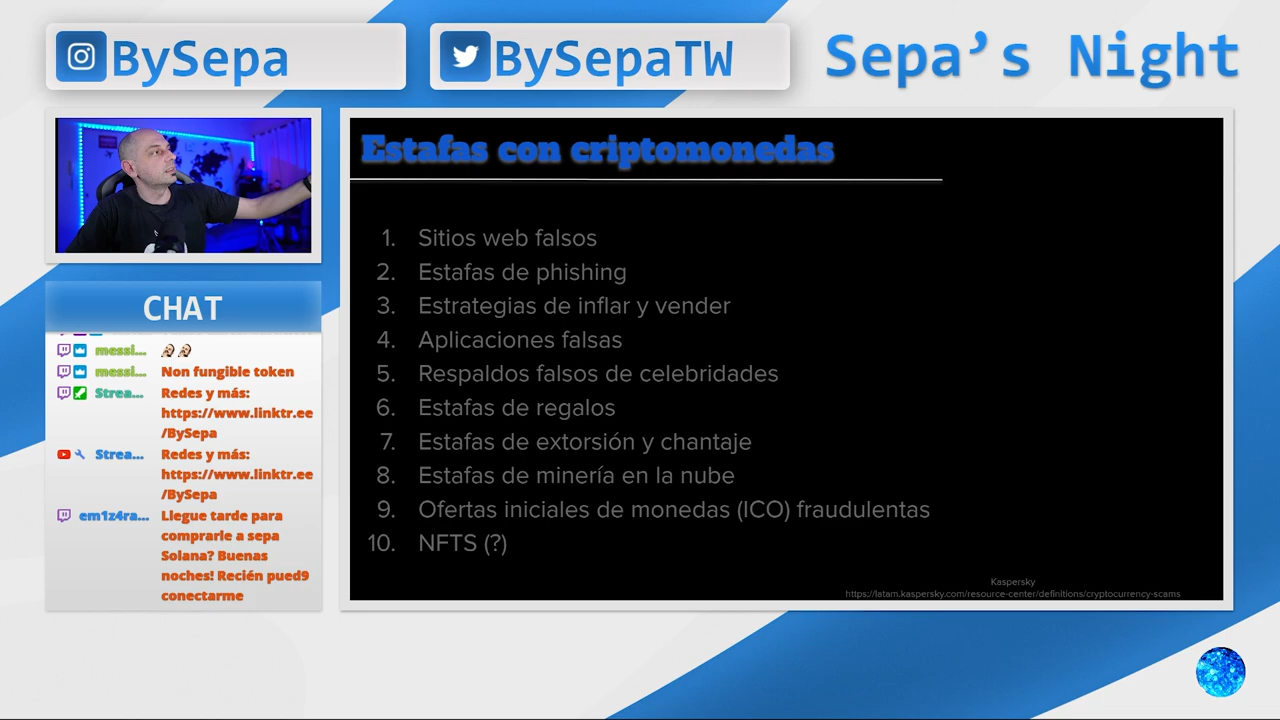 BySepa
BySepaTW
Sepa's Night
Estafas con criptomonedas
1. Sitios web falsos
2. Estafas de phishing
3. Estrategias de inflar y vender
4. Aplicaciones falsas
5. Respaldos falsos de celebridades
6. Estafas de regalos
7. Estafas de extorsión y chantaje
8. Estafas de minería en la nube
9. Ofertas iniciales de monedas (ICO) fraudulentas
10. NFTS (?)
Kaspersky
https://latam.kaspersky.com/resource-center/definitions/cryptocurrency-scams
CHAT
messi...
messi... Non fungible token
Strea... Redes y más:
https://www.linktr.ee
/BySepa
Strea... Redes y más:
https://www.linktr.ee
/BySepa
em1z4ra... Llegue tarde para
comprarle a sepa
Solana? Buenas
noches! Recién pued9
conectarme